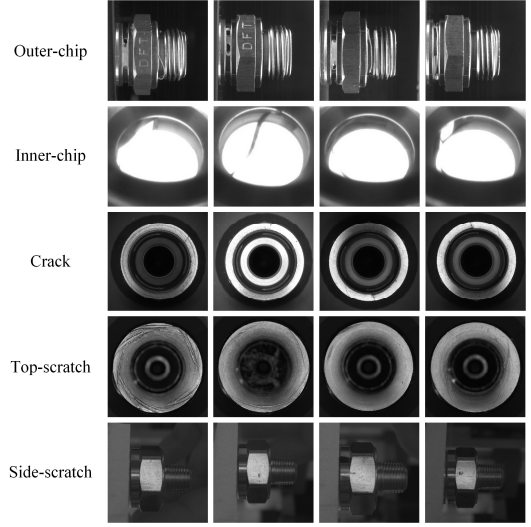 Outer-chip
DFT
DFT
Inner-chip
Crack
Top-scratch
Side-scratch